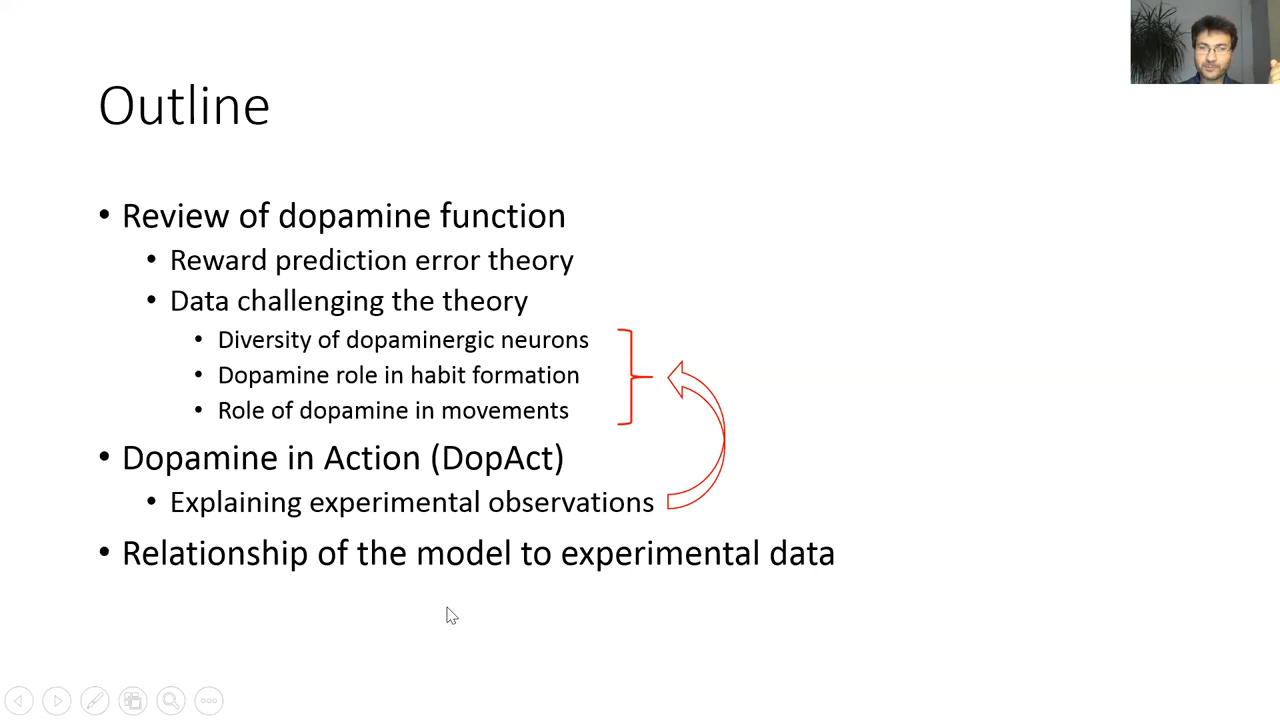 Outline
• Review of dopamine function
• Reward prediction error theory
• Data challenging the theory
• Diversity of dopaminergic neurons
• Dopamine role in habit formation
• Role of dopamine in movements
• Dopamine in Action (DopAct)
• Explaining experimental observations
• Relationship of the model to experimental data